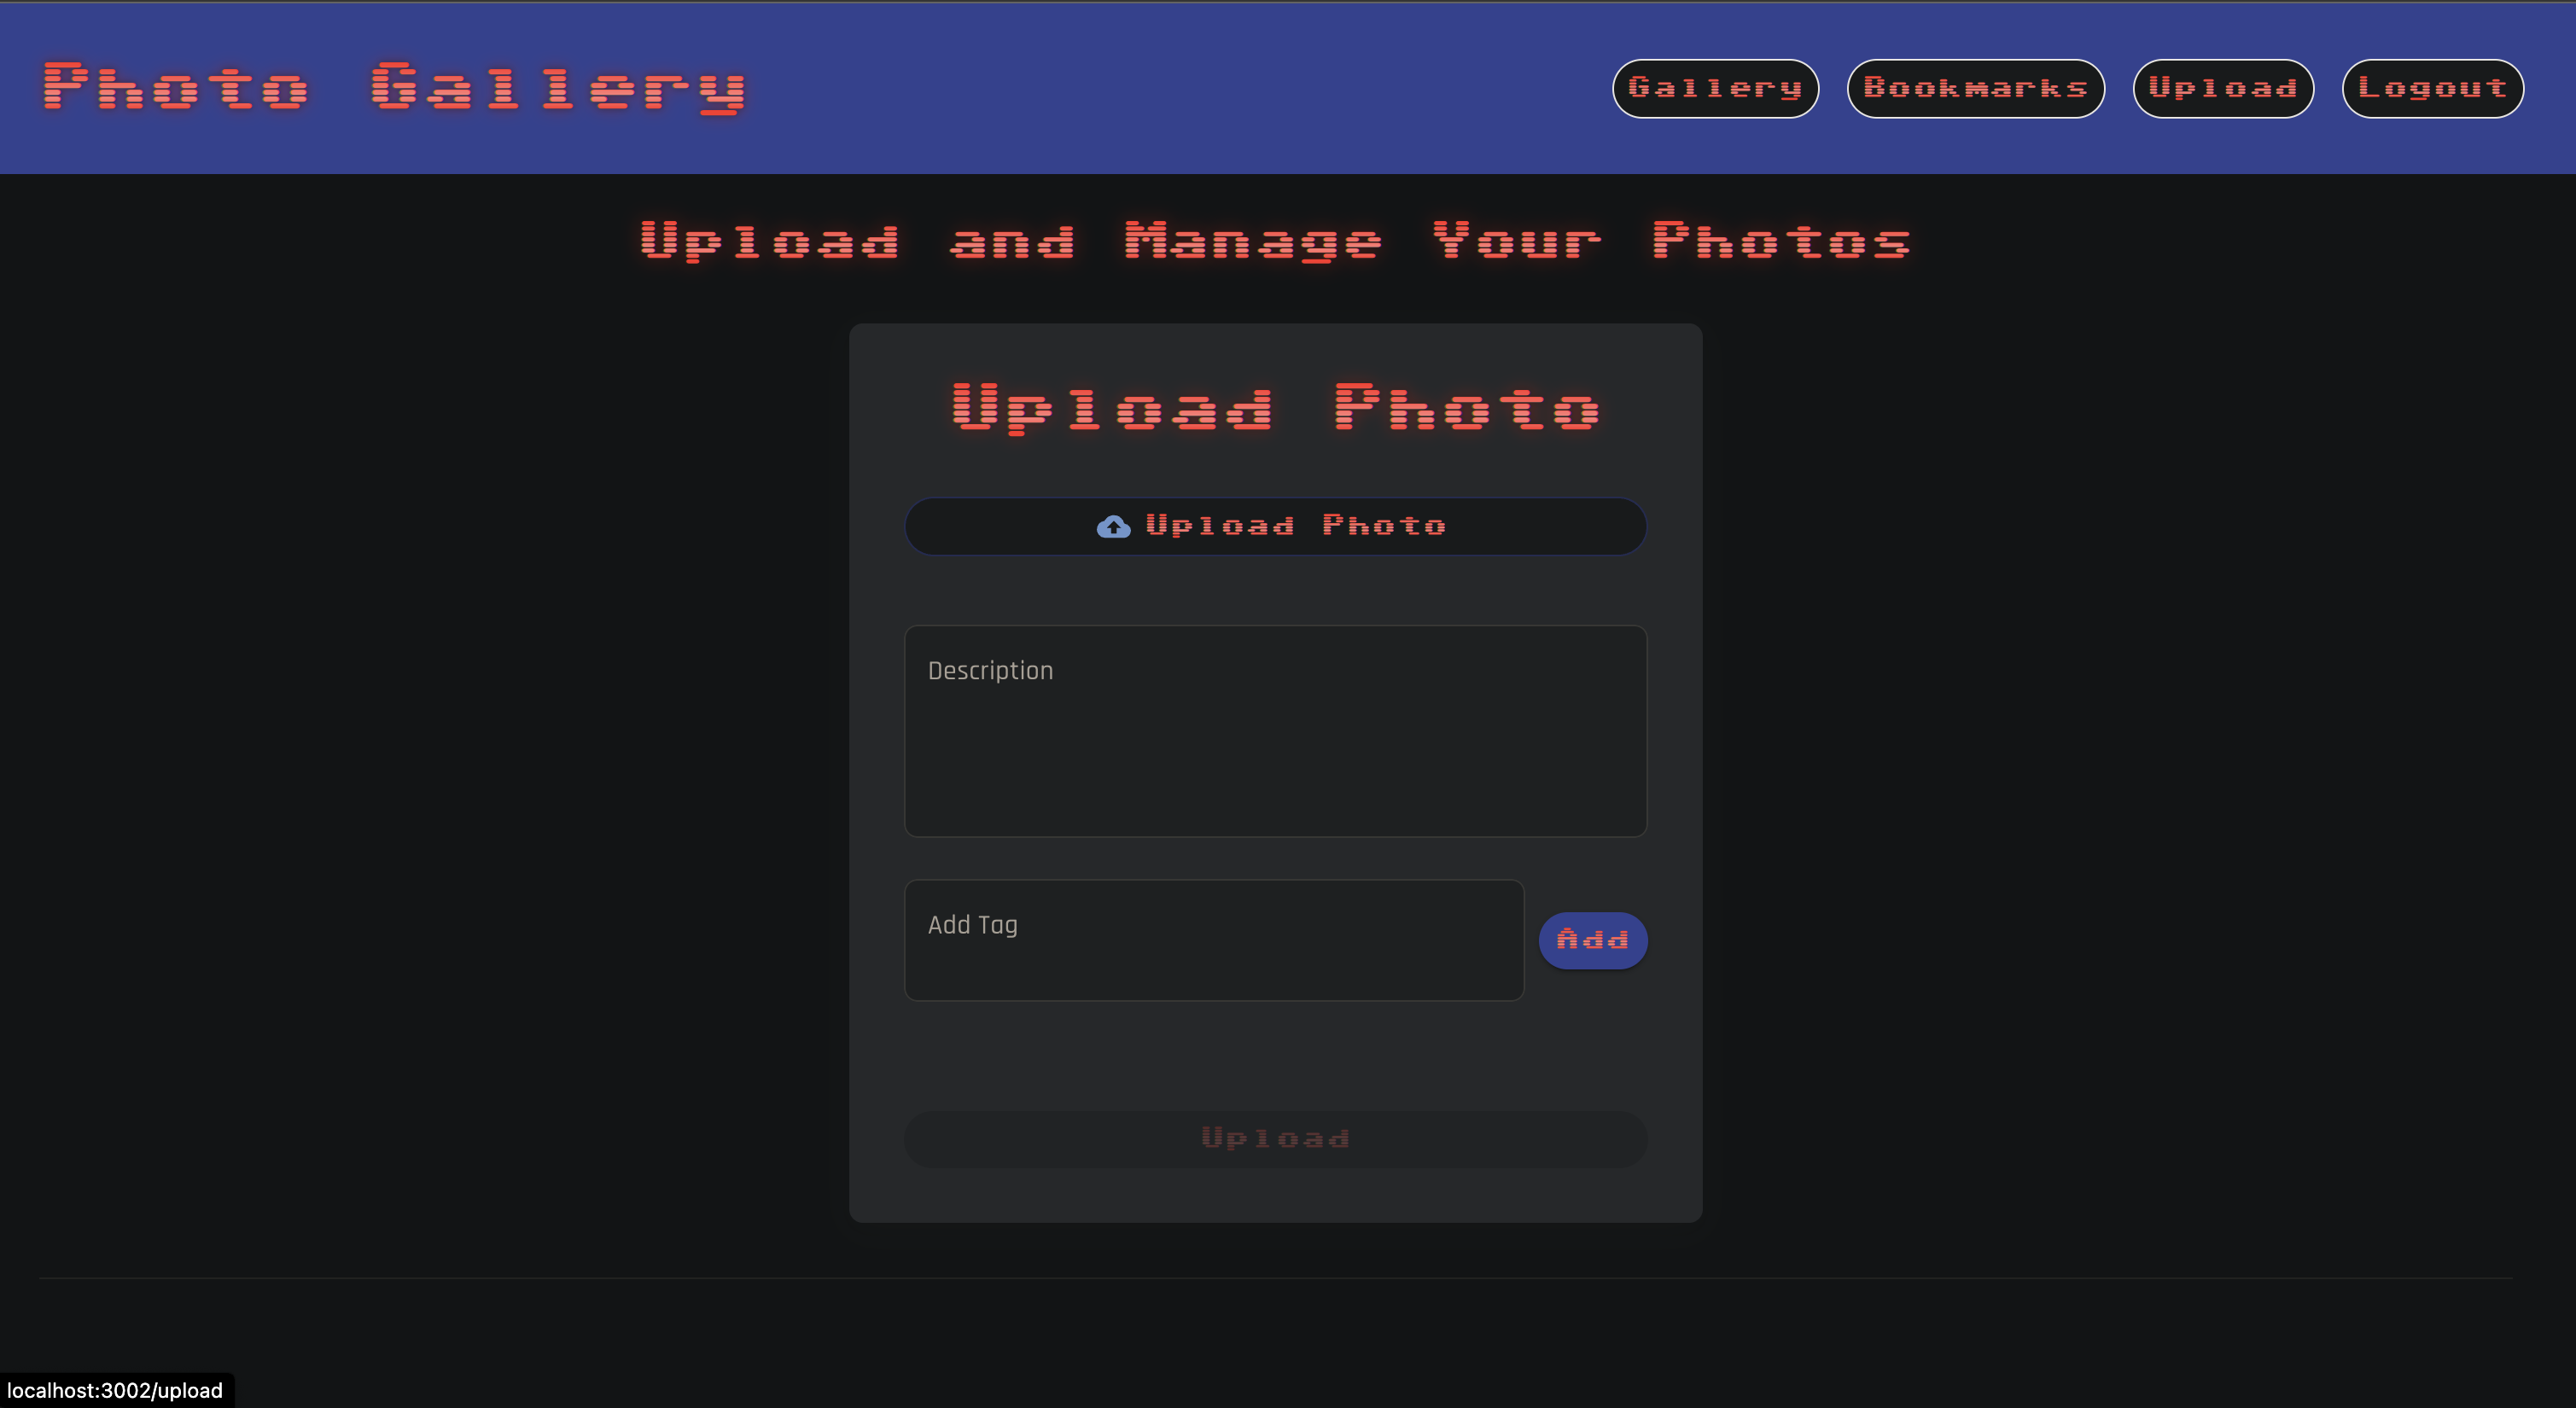 Photo Gallery
Gallery
Bookmarks
Upload
Logout
Upload and Manage Your Photos
Upload Photo
Upload Photo
Description
Add Tag
Add
Upload
localhost:3002/upload